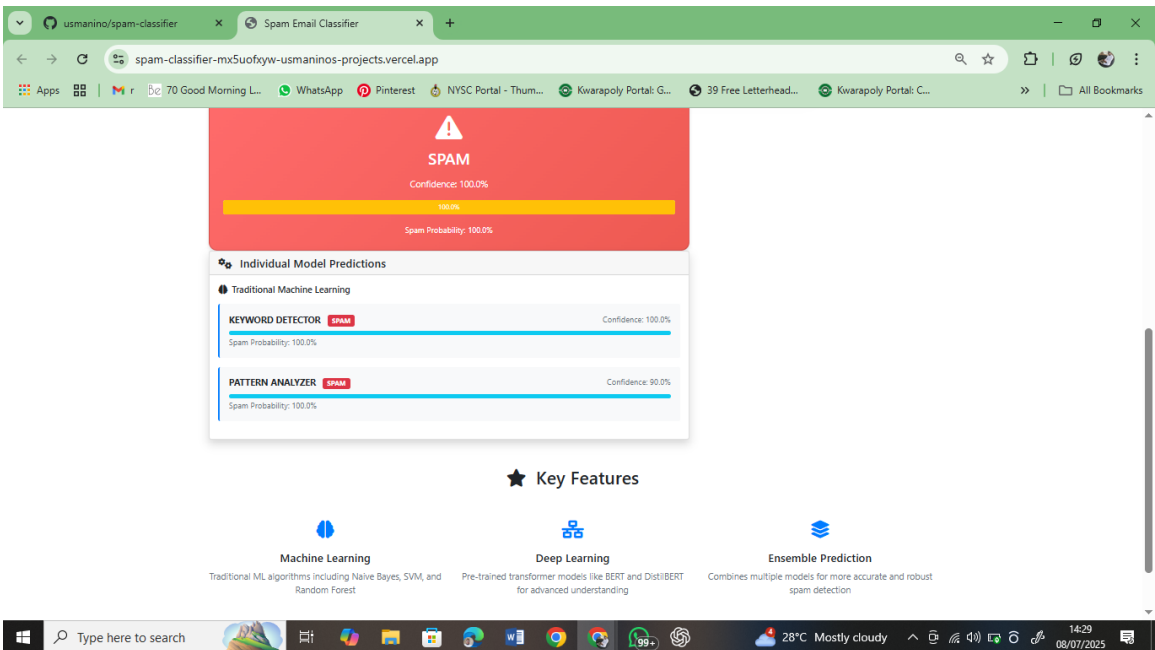 usmanino/spam-classifier
Spam Email Classifier
spam-classifier-mx5uofxyw-usmaninos-projects.vercel.app
Apps
r
70 Good Morning L...
WhatsApp
Pinterest
NYSC Portal - Thum...
Kwarapoly Portal: G...
39 Free Letterhead...
Kwarapoly Portal: C...
All Bookmarks
SPAM
Confidence: 100.0%
100.0%
Spam Probability: 100.0%
Individual Model Predictions
Traditional Machine Learning
KEYWORD DETECTOR SPAM Confidence: 100.0%
Spam Probability: 100.0%
PATTERN ANALYZER SPAM Confidence: 90.0%
Spam Probability: 100.0%
Key Features
Machine Learning
Traditional ML algorithms including Naive Bayes, SVM, and
Random Forest
Deep Learning
Pre-trained transformer models like BERT and DistilBERT
for advanced understanding
Ensemble Prediction
Combines multiple models for more accurate and robust
spam detection
Type here to search
99+
28°C Mostly cloudy
14:29
08/07/2025